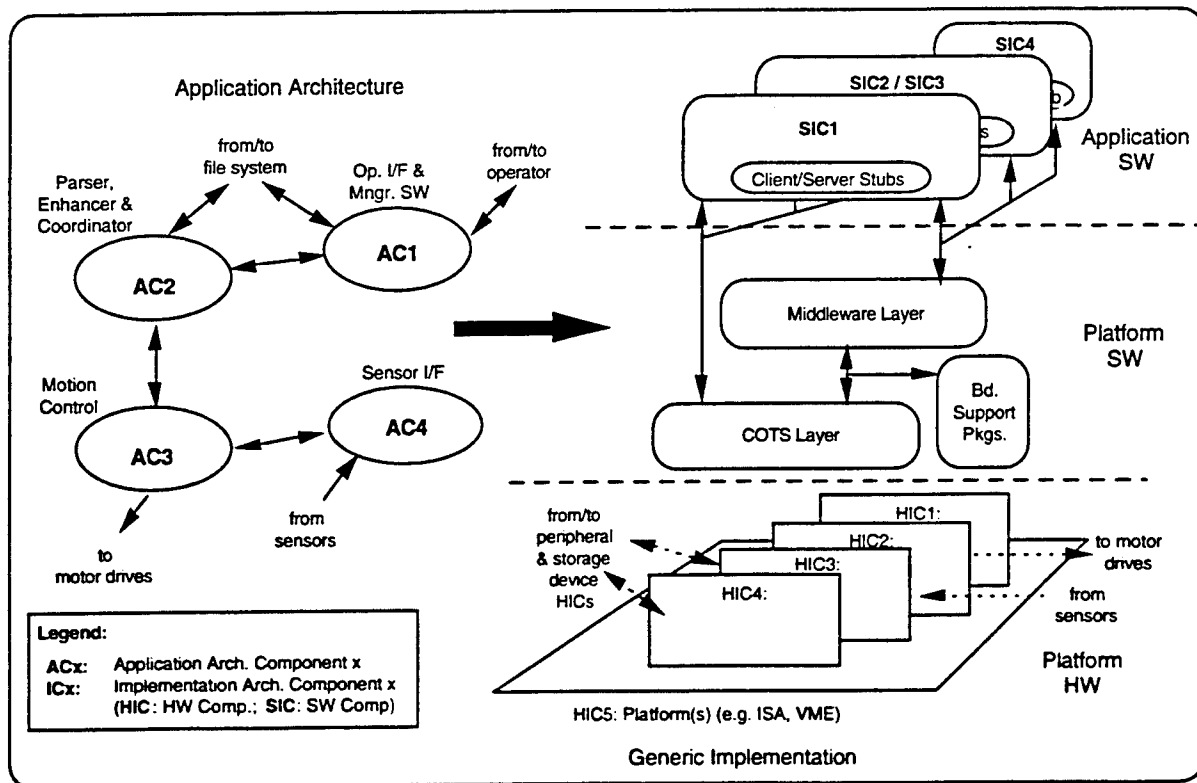 Application Architecture
from/to
file system
Parser,
Enhancer &
Coordinator
Op. I/F &
Mngr. SW
from/to
operator
AC1
AC2
Motion
Control
Sensor I/F
AC3
AC4
to
motor drives
from
sensors
Legend:
ACx: Application Arch. Component x
ICx: Implementation Arch. Component x
(HIC: HW Comp.; SIC: SW Comp)
SIC4
b
SIC2 / SIC3
s
SIC1
Client/Server Stubs
Application
SW
Middleware Layer
Platform
SW
Bd.
Support
Pkgs.
COTS Layer
from/to
peripheral
& storage
device
HICs
HIC1:
HIC2:
HIC3:
HIC4:
to motor
drives
from
sensors
Platform
HW
HIC5: Platform(s) (e.g. ISA, VME)
Generic Implementation